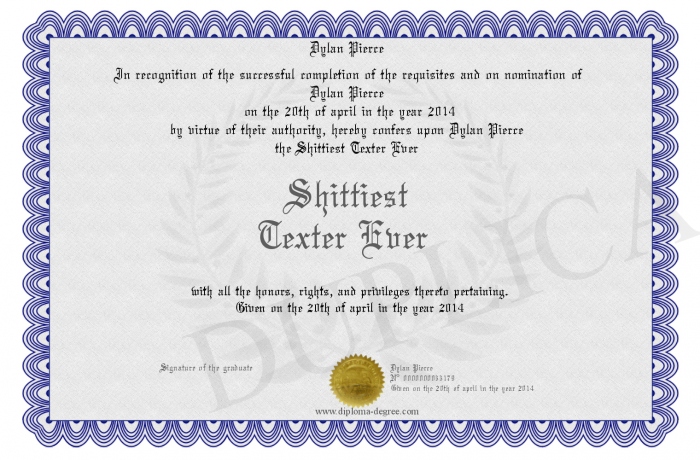 Dylan Pierce
In recognition of the successful completion of the requisites and on nomination of
Dylan Pierce
on the 20th of april in the year 2014
by virtue of their authority, hereby confers upon Dylan Pierce
the Shittiest Texter Ever
Shittiest
Texter Ever
with all the honors, rights, and privileges thereto pertaining.
Given on the 20th of april in the year 2014
Signature of the graduate
Dylan Pierce
Given on the 20th of april in the year 2014
www.diploma-degree.com
DUPLICA